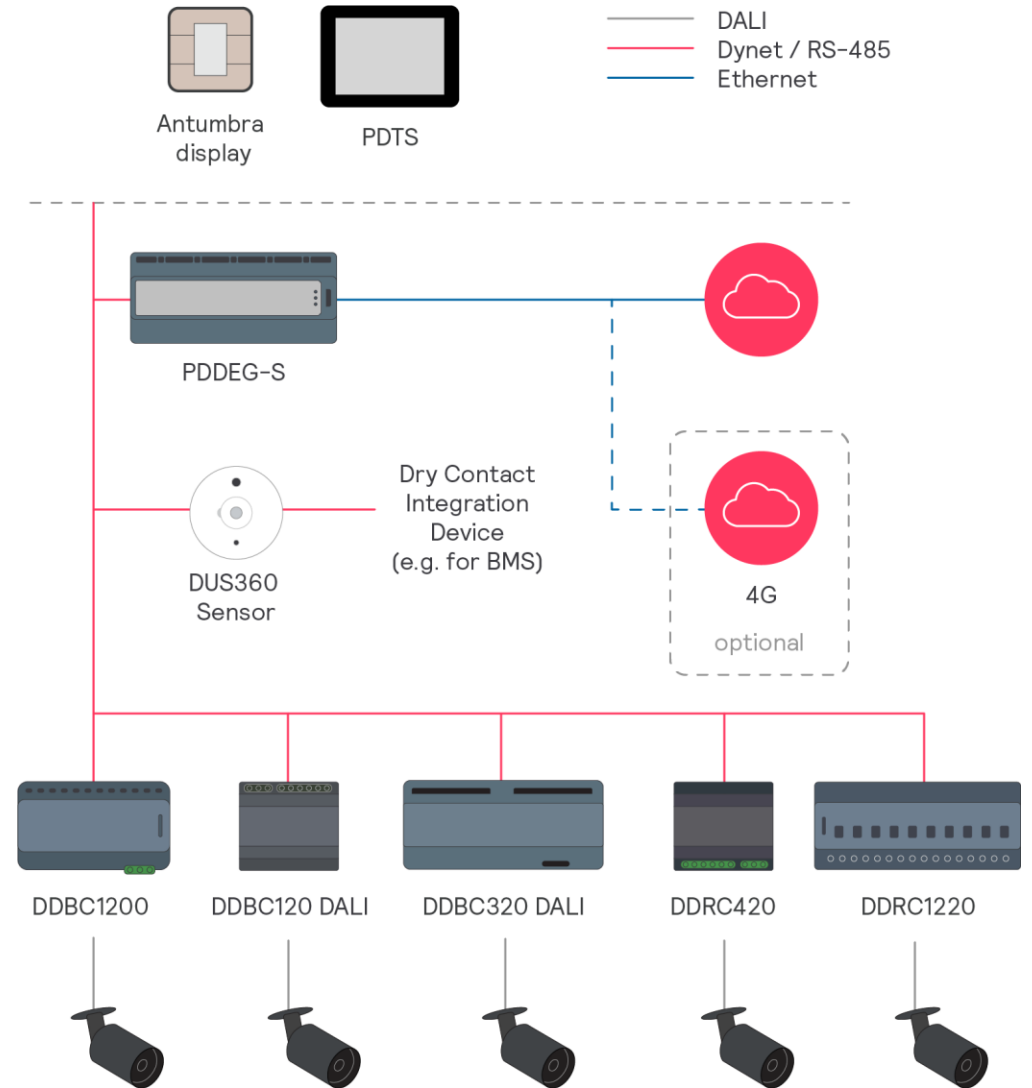 DALI
Dynet / RS-485
Ethernet
Antumbra
display
PDTS
PDDEG-S
Dry Contact
Integration
Device
(e.g. for BMS)
DUS360
Sensor
4G
optional
DDBC1200
DDBC120 DALI
DDBC320 DALI
DDRC420
DDRC1220